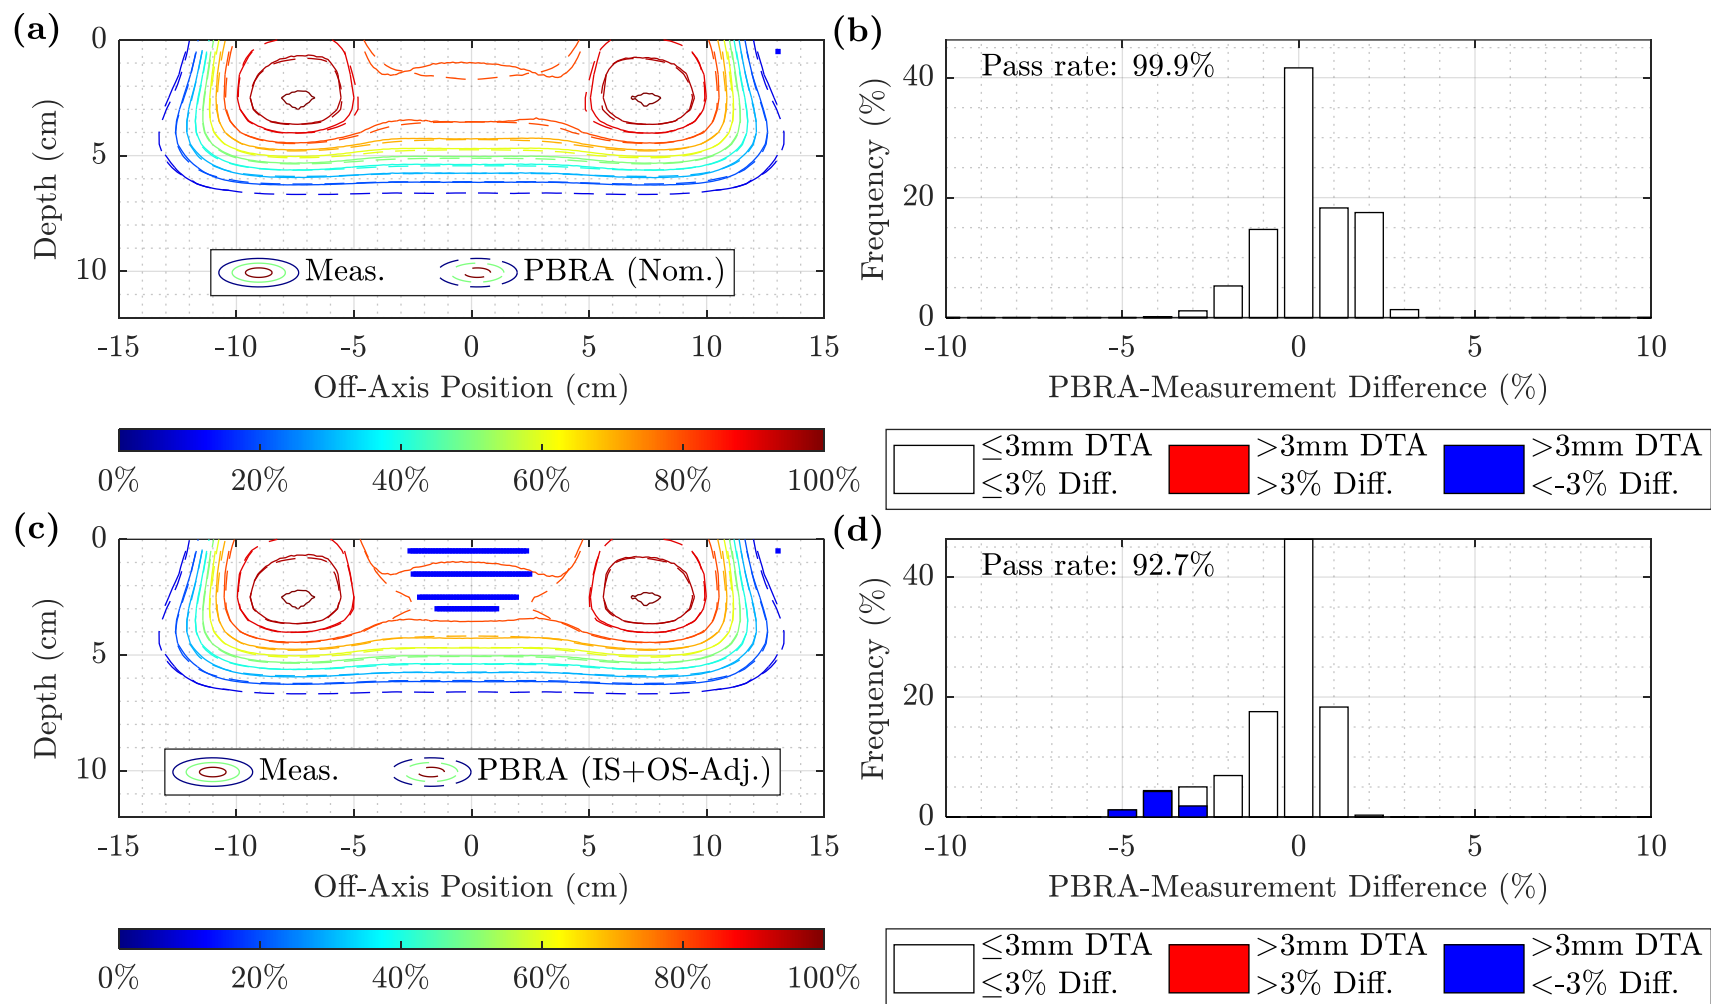 (a)
0
5
10
Depth (cm)
Meas.
PBRA (Nom.)
-15 -10 -5 0 5 10 15
Off-Axis Position (cm)
0% 20% 40% 60% 80% 100%
(b)
Pass rate: 99.9%
40
20
0
Frequency (%)
-10 -5 0 5 10
PBRA-Measurement Difference (%)
≤3mm DTA >3mm DTA >3mm DTA
≤3% Diff. >3% Diff. <-3% Diff.
(c)
0
5
10
Depth (cm)
Meas.
PBRA (IS+OS-Adj.)
-15 -10 -5 0 5 10 15
Off-Axis Position (cm)
0% 20% 40% 60% 80% 100%
(d)
Pass rate: 92.7%
40
20
0
Frequency (%)
-10 -5 0 5 10
PBRA-Measurement Difference (%)
≤3mm DTA >3mm DTA >3mm DTA
≤3% Diff. >3% Diff. <-3% Diff.